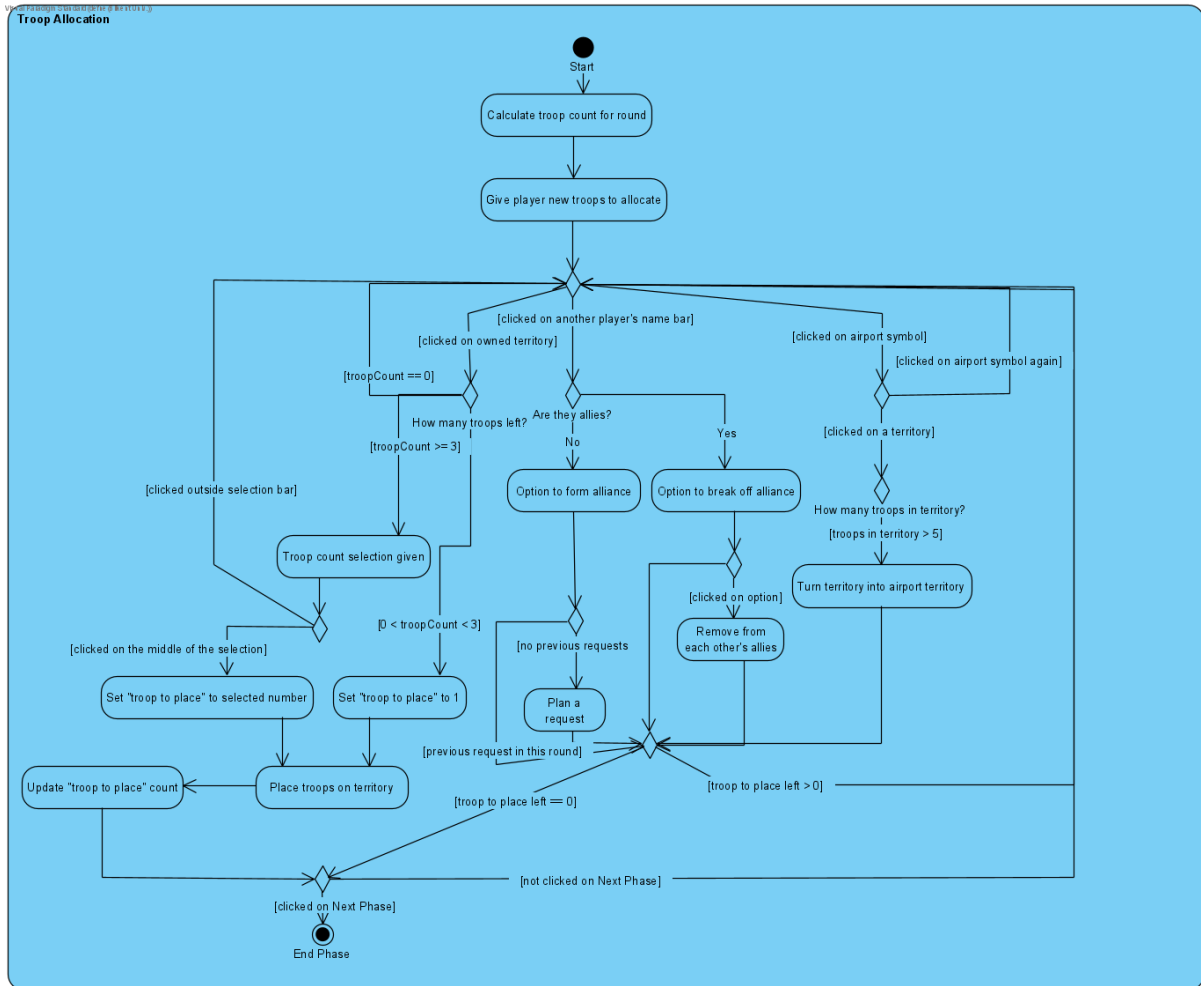 Troop Allocation
Start
Calculate troop count for round
Give player new troops to allocate
[clicked on another player's name bar]
[clicked on owned territory]
[clicked on airport symbol]
[clicked on airport symbol again]
[troopCount == 0]
How many troops left?
Are they allies?
[troopCount >= 3]
No
Yes
[clicked on a territory]
[clicked outside selection bar]
Option to form alliance
Option to break off alliance
How many troops in territory?
[troops in territory > 5]
Troop count selection given
Turn territory into airport territory
[clicked on option]
[0 < troopCount < 3]
Remove from
each other's allies
[no previous requests
[clicked on the middle of the selection]
Set "troop to place" to selected number
Set "troop to place" to 1
Plan a
request
[previous request in this round]
Update "troop to place" count
Place troops on territory
[troop to place left > 0]
[troop to place left == 0]
[not clicked on Next Phase]
[clicked on Next Phase]
End Phase